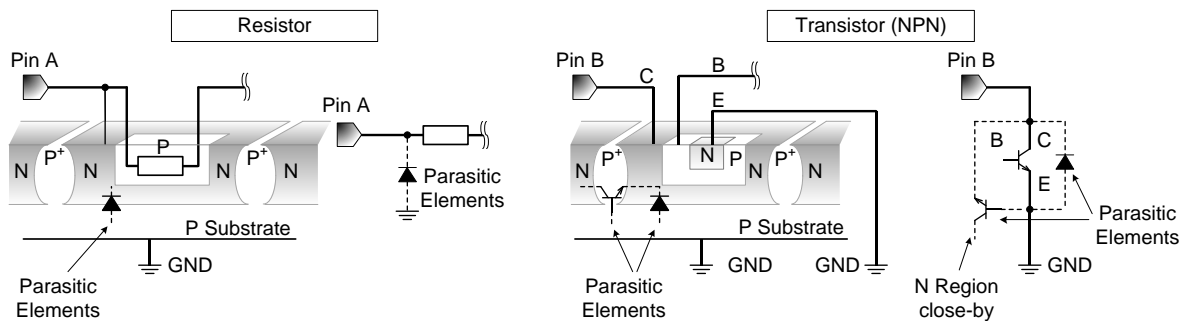 Resistor
Transistor (NPN)
Pin A
Pin A
N
P+
N
P
N
P+
N
Parasitic
Elements
P Substrate
GND
Parasitic
Elements
Pin B
C
B
E
N
P+
N
N
P
N
P+
N
P Substrate
GND
GND
Parasitic
Elements
Pin B
B
C
E
Parasitic
Elements
GND
N Region
close-by